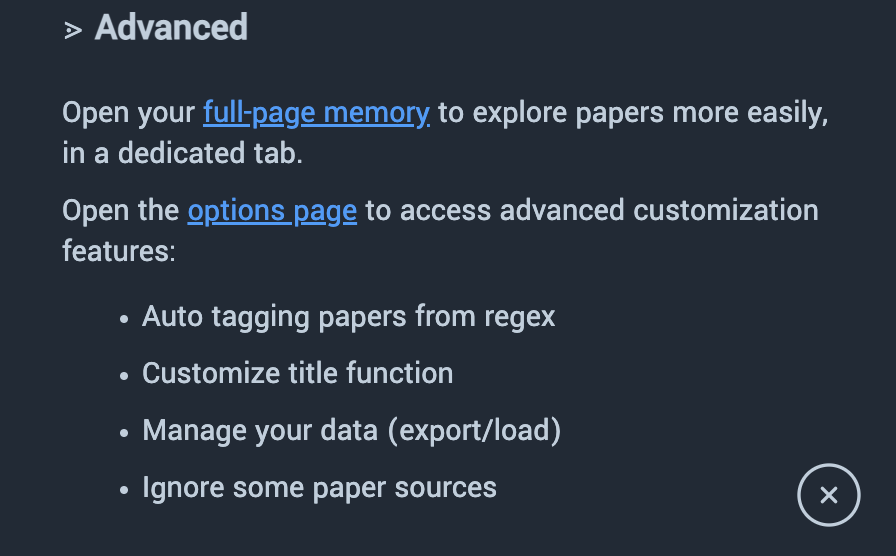 Advanced
Open your full-page memory to explore papers more easily,
in a dedicated tab.
Open the options page to access advanced customization
features:
• Auto tagging papers from regex
• Customize title function
• Manage your data (export/load)
• Ignore some paper sources